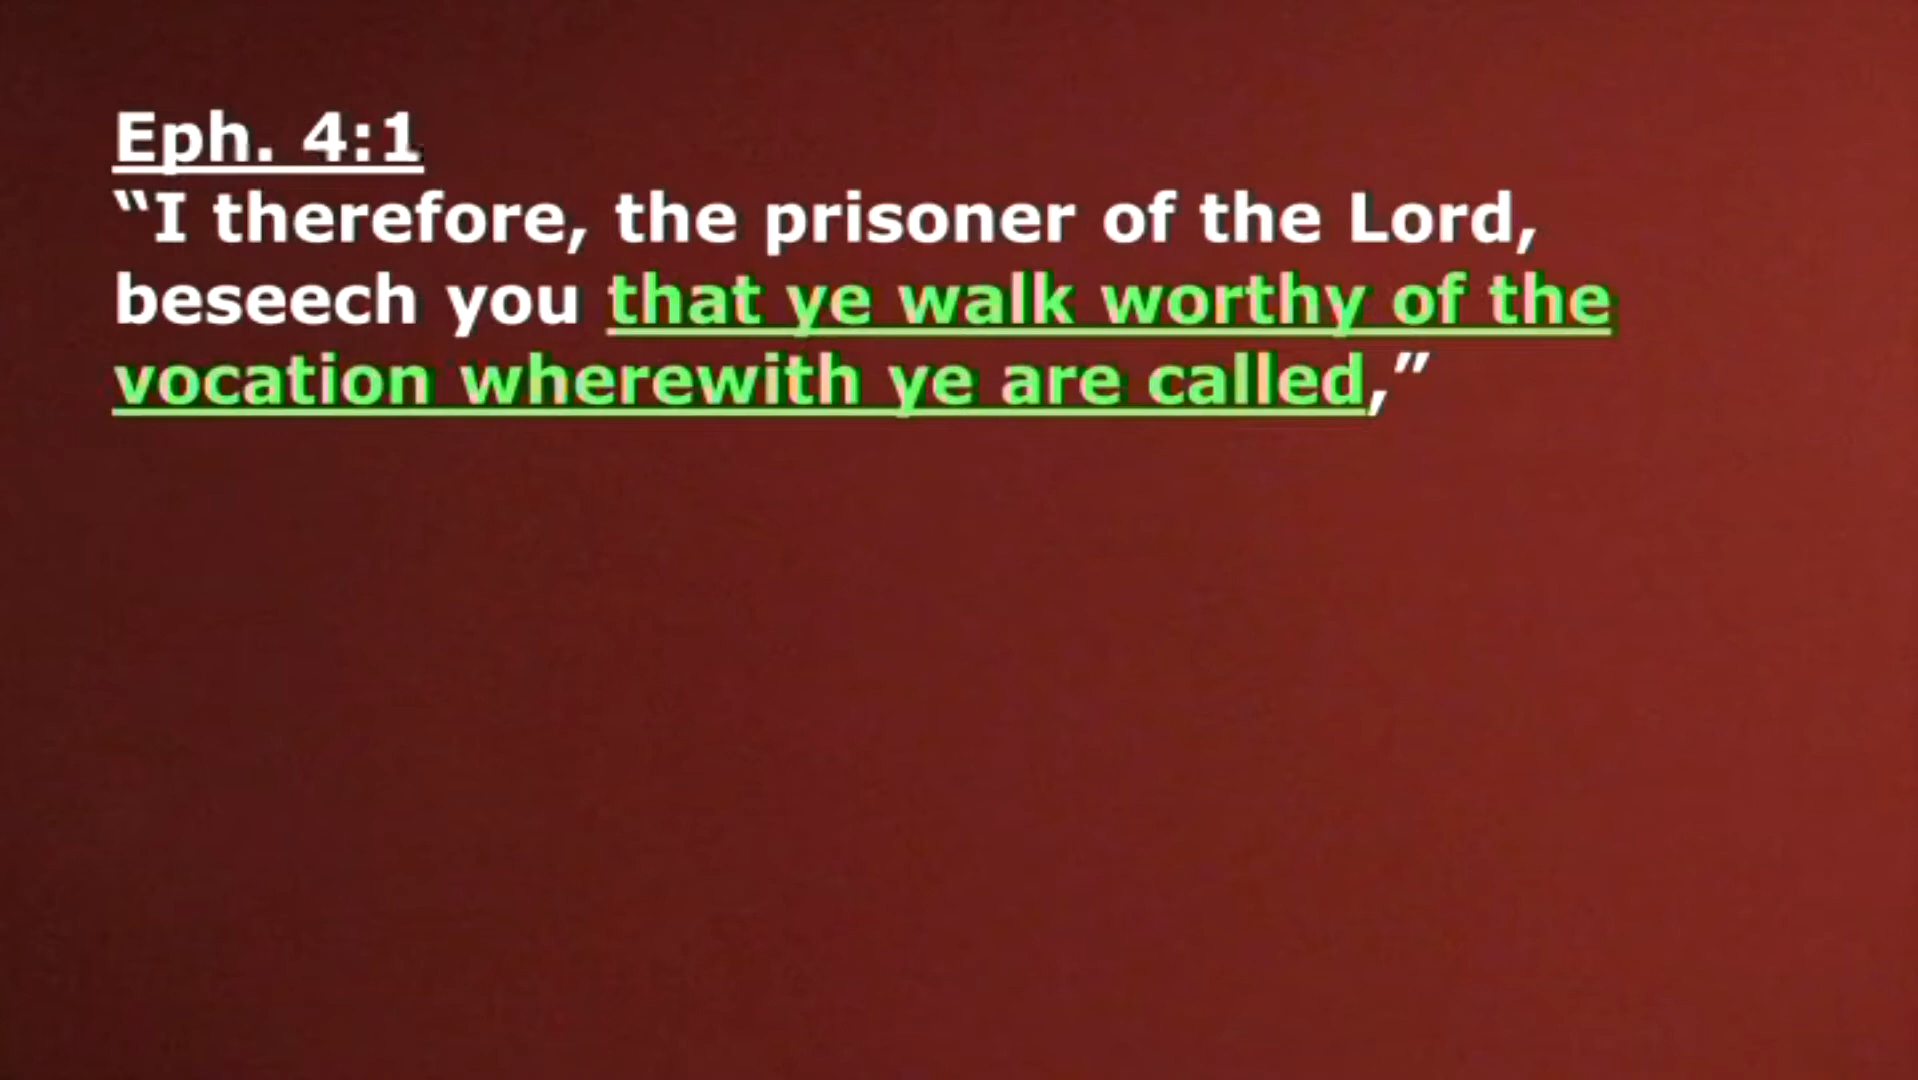 Eph. 4:1
“I therefore, the prisoner of the Lord,
beseech you that ye walk worthy of the
vocation wherewith ye are called,”